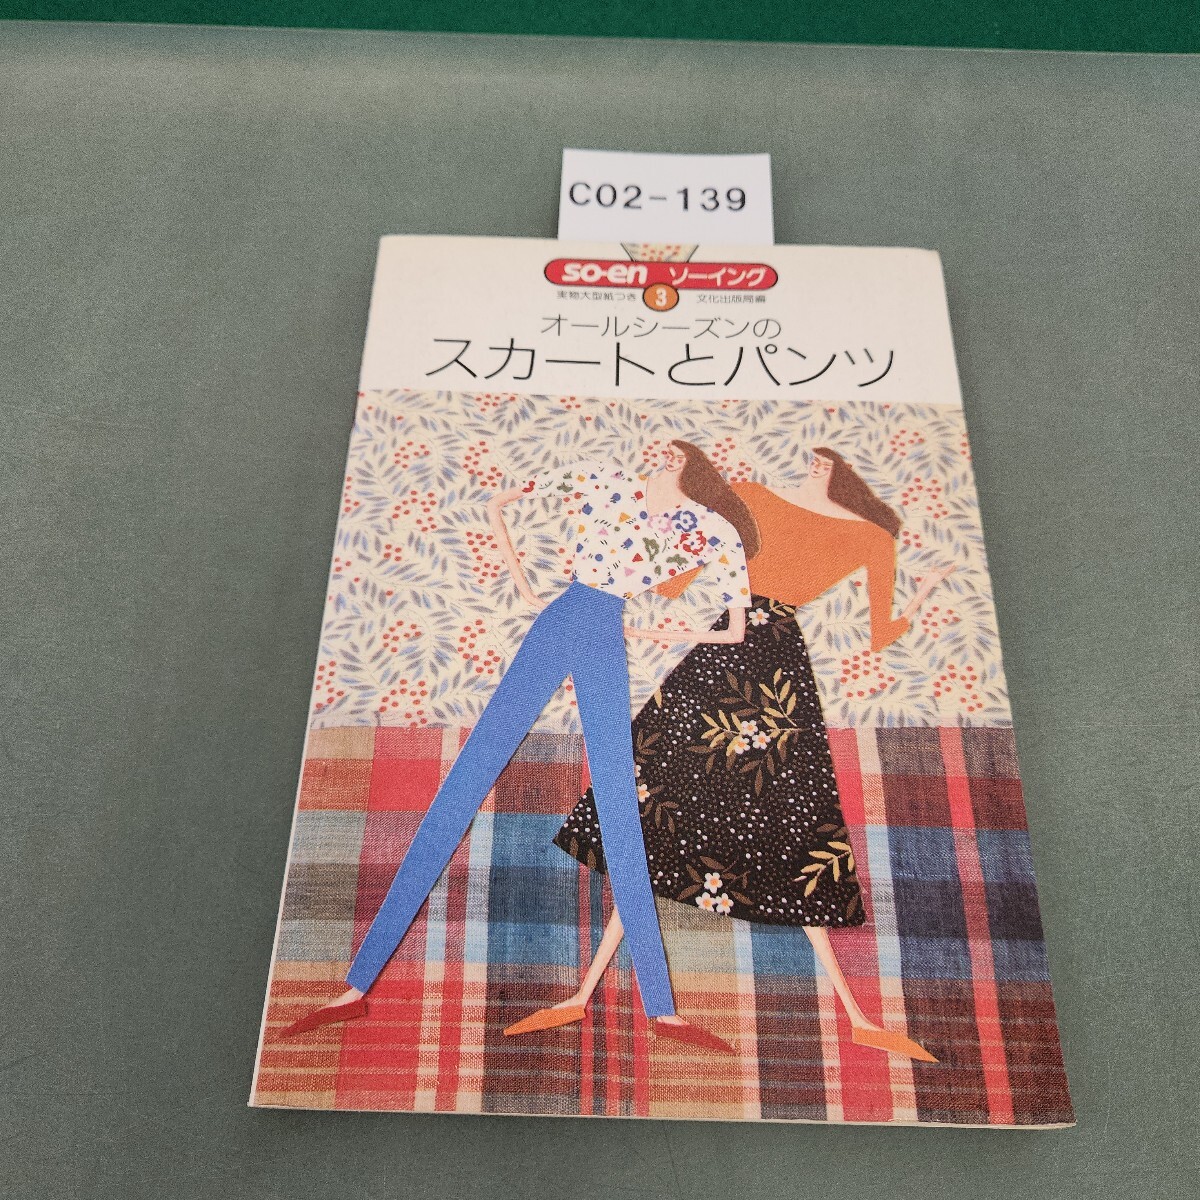 C02-139
so-en ソーイング
実物大型紙つき 3 文化出版局編
オールシーズンの
スカートとパンツ